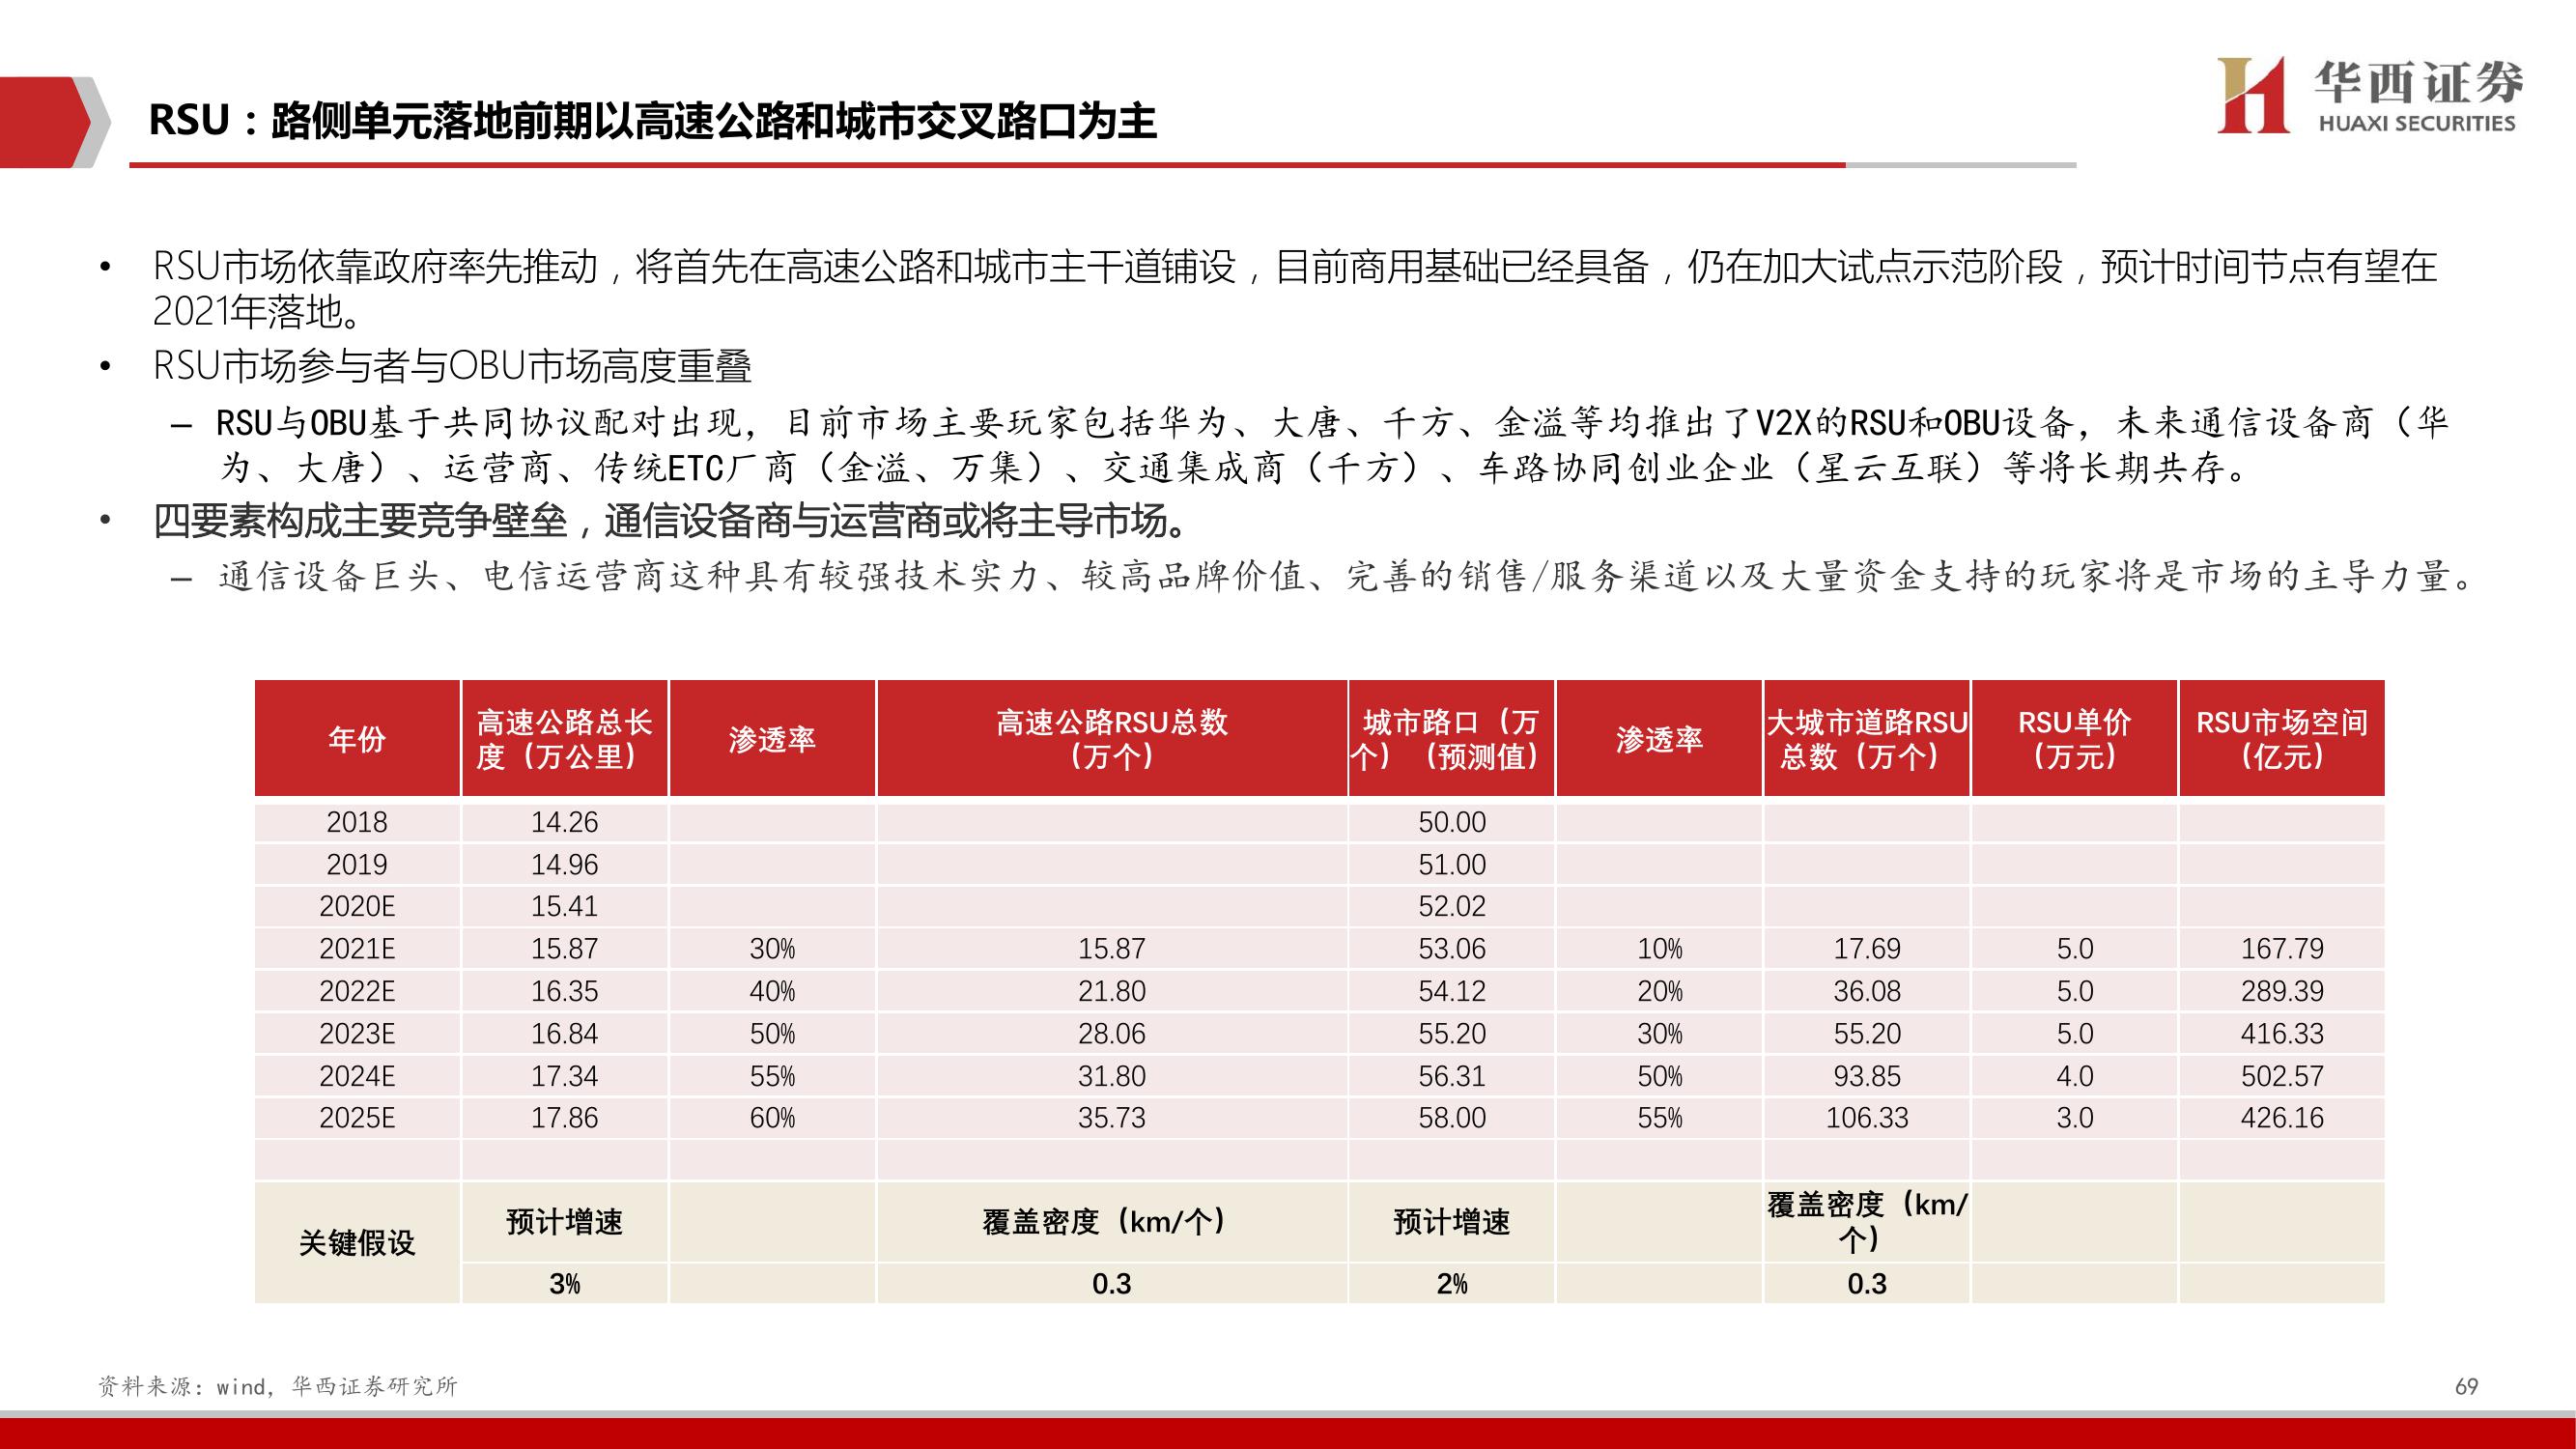 华西证券
HUAXI SECURITIES
RSU：路侧单元落地前期以高速公路和城市交叉路口为主
• RSU市场依靠政府率先推动，将首先在高速公路和城市主干道铺设，目前商用基础已经具备，仍在加大试点示范阶段，预计时间节点有望在
2021年落地。
• RSU市场参与者与OBU市场高度重叠
– RSU与OBU基于共同协议配对出现，目前市场主要玩家包括华为、大唐、千方、金溢等均推出了V2X的RSU和OBU设备，未来通信设备商（华
为、大唐）、运营商、传统ETC厂商（金溢、万集）、交通集成商（千方）、车路协同创业企业（星云互联）等将长期共存。
• 四要素构成主要竞争壁垒，通信设备商与运营商或将主导市场。
– 通信设备巨头、电信运营商这种具有较强技术实力、较高品牌价值、完善的销售/服务渠道以及大量资金支持的玩家将是市场的主导力量。
年份 高速公路总长度（万公里） 渗透率 高速公路RSU总数（万个） 城市路口（万个）（预测值） 渗透率 大城市道路RSU总数（万个） RSU单价（万元） RSU市场空间（亿元）
2018 14.26 50.00
2019 14.96 51.00
2020E 15.41 52.02
2021E 15.87 30% 15.87 53.06 10% 17.69 5.0 167.79
2022E 16.35 40% 21.80 54.12 20% 36.08 5.0 289.39
2023E 16.84 50% 28.06 55.20 30% 55.20 5.0 416.33
2024E 17.34 55% 31.80 56.31 50% 93.85 4.0 502.57
2025E 17.86 60% 35.73 58.00 55% 106.33 3.0 426.16
关键假设 预计增速 覆盖密度（km/个） 预计增速 覆盖密度（km/个）
3% 0.3 2% 0.3
资料来源：wind，华西证券研究所
69